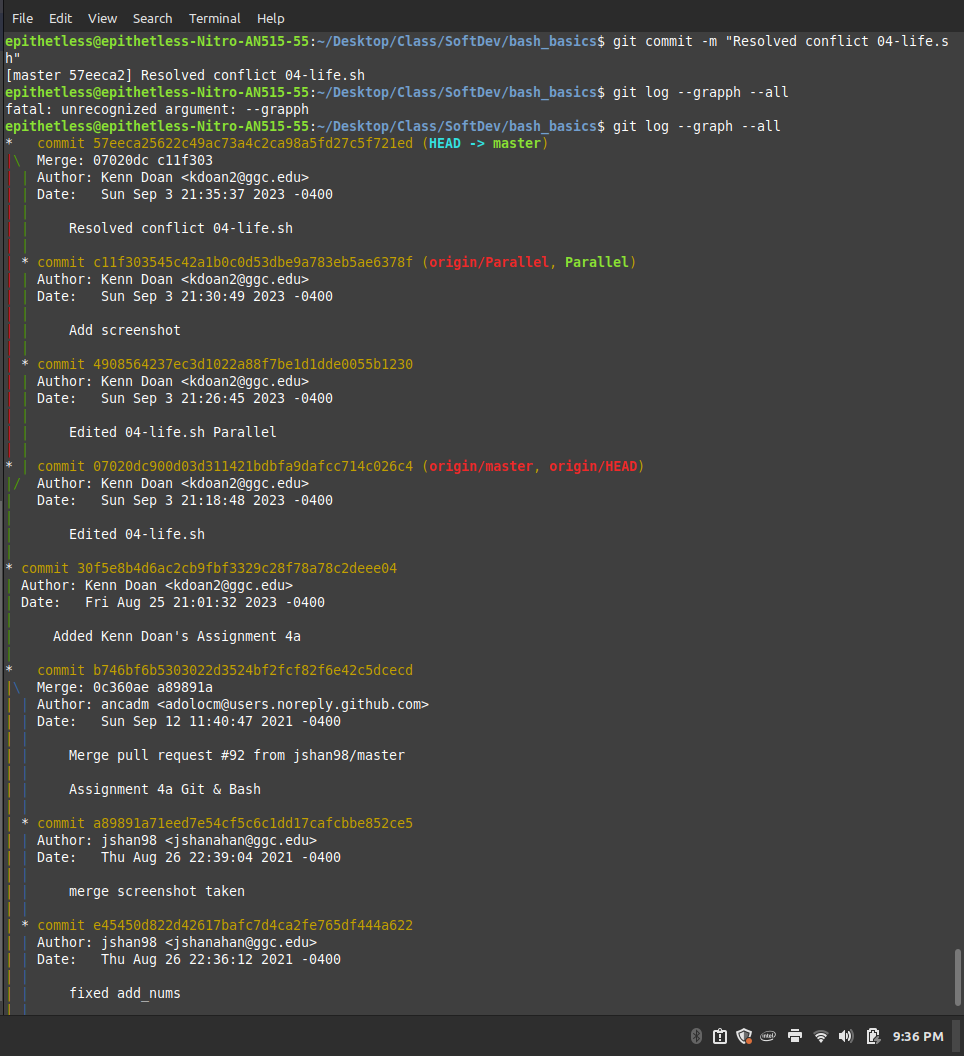 File Edit View Search Terminal Help
epithetless@epithetless-Nitro-AN515-55:~/Desktop/Class/SoftDev/bash_basics$ git commit -m "Resolved conflict 04-life.s
h"
[master 57eeca2] Resolved conflict 04-life.sh
epithetless@epithetless-Nitro-AN515-55:~/Desktop/Class/SoftDev/bash_basics$ git log --grapph --all
fatal: unrecognized argument: --grapph
epithetless@epithetless-Nitro-AN515-55:~/Desktop/Class/SoftDev/bash_basics$ git log --graph --all
*   commit 57eeca25622c49ac73a4c2ca98a5fd27c5f721ed (HEAD -> master)
|\  Merge: 07020dc c11f303
| | Author: Kenn Doan <kdoan2@ggc.edu>
| | Date:   Sun Sep 3 21:35:37 2023 -0400
| |
| |     Resolved conflict 04-life.sh
| |
| * commit c11f303545c42a1b0c0d53dbe9a783eb5ae6378f (origin/Parallel, Parallel)
| | Author: Kenn Doan <kdoan2@ggc.edu>
| | Date:   Sun Sep 3 21:30:49 2023 -0400
| |
| |     Add screenshot
| |
| * commit 4908564237ec3d1022a88f7be1d1dde0055b1230
| | Author: Kenn Doan <kdoan2@ggc.edu>
| | Date:   Sun Sep 3 21:26:45 2023 -0400
| |
| |     Edited 04-life.sh Parallel
| |
* | commit 07020dc900d03d311421bdbfa9dafcc714c026c4 (origin/master, origin/HEAD)
|/  Author: Kenn Doan <kdoan2@ggc.edu>
|   Date:   Sun Sep 3 21:18:48 2023 -0400
|
|       Edited 04-life.sh
|
* commit 30f5e8b4d6ac2cb9fbf3329c28f78a78c2deee04
| Author: Kenn Doan <kdoan2@ggc.edu>
| Date:   Fri Aug 25 21:01:32 2023 -0400
|
|     Added Kenn Doan's Assignment 4a
|
*   commit b746bf6b5303022d3524bf2fcf82f6e42c5dcecd
|\  Merge: 0c360ae a89891a
| | Author: ancadm <adolocm@users.noreply.github.com>
| | Date:   Sun Sep 12 11:40:47 2021 -0400
| |
| |     Merge pull request #92 from jshan98/master
| |
| |     Assignment 4a Git & Bash
| |
| * commit a89891a71eed7e54cf5c6c1dd17cafcbbe852ce5
| | Author: jshan98 <jshanahan@ggc.edu>
| | Date:   Thu Aug 26 22:39:04 2021 -0400
| |
| |     merge screenshot taken
| |
| * commit e45450d822d42617bafc7d4ca2fe765df444a622
| | Author: jshan98 <jshanahan@ggc.edu>
| | Date:   Thu Aug 26 22:36:12 2021 -0400
| |
| |     fixed add_nums
| |
intel
9:36 PM